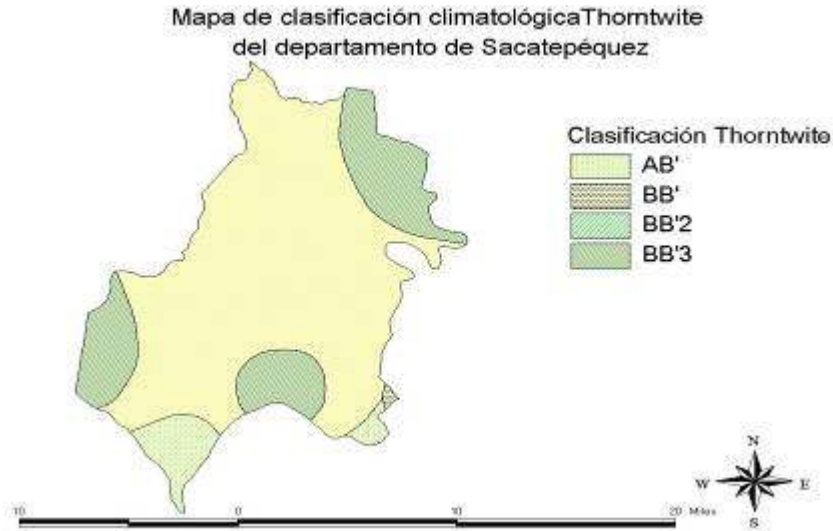 Mapa de clasificación climatológicaThorntwite
del departamento de Sacatepéquez
Clasificación Thorntwite
AB'
BB'
BB'2
BB'3
N
W E
S
10 0 10 20 Miles